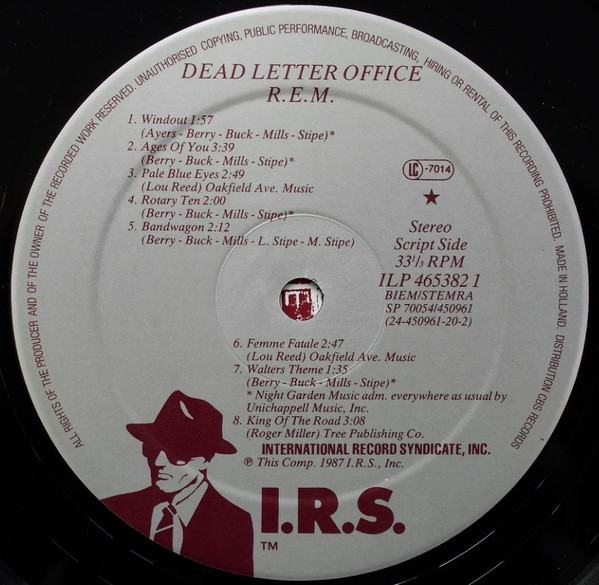 ALL RIGHTS OF THE PRODUCER AND OF THE OWNER OF THE RECORDED WORK RESERVED. UNAUTHORISED COPYING, PUBLIC PERFORMANCE, BROADCASTING, HIRING OR RENTAL OF THIS RECORDING PROHIBITED. MADE IN HOLLAND. DISTRIBUTION CBS RECORDS
DEAD LETTER OFFICE
R.E.M.
1. Windout 1:57
(Ayers - Berry - Buck - Mills - Stipe)*
2. Ages Of You 3:39
(Berry - Buck - Mills - Stipe)*
3. Pale Blue Eyes 2:49
(Lou Reed) Oakfield Ave. Music
4. Rotary Ten 2:00
(Berry - Buck - Mills - Stipe)*
5. Bandwagon 2:12
(Berry - Buck - Mills - L. Stipe - M. Stipe)
LC -7014
★
Stereo
Script Side
33⅓ RPM
ILP 465382 1
BIEM/STEMRA
SP 70054/450961
(24-450961-20-2)
6. Femme Fatale 2:47
(Lou Reed) Oakfield Ave. Music
7. Walters Theme 1:35
(Berry - Buck - Mills - Stipe)*
* Night Garden Music adm. everywhere as usual by
Unichappell Music, Inc.
8. King Of The Road 3:08
(Roger Miller) Tree Publishing Co.
INTERNATIONAL RECORD SYNDICATE, INC.
℗ This Comp. 1987 I.R.S., Inc.
I.R.S.
TM